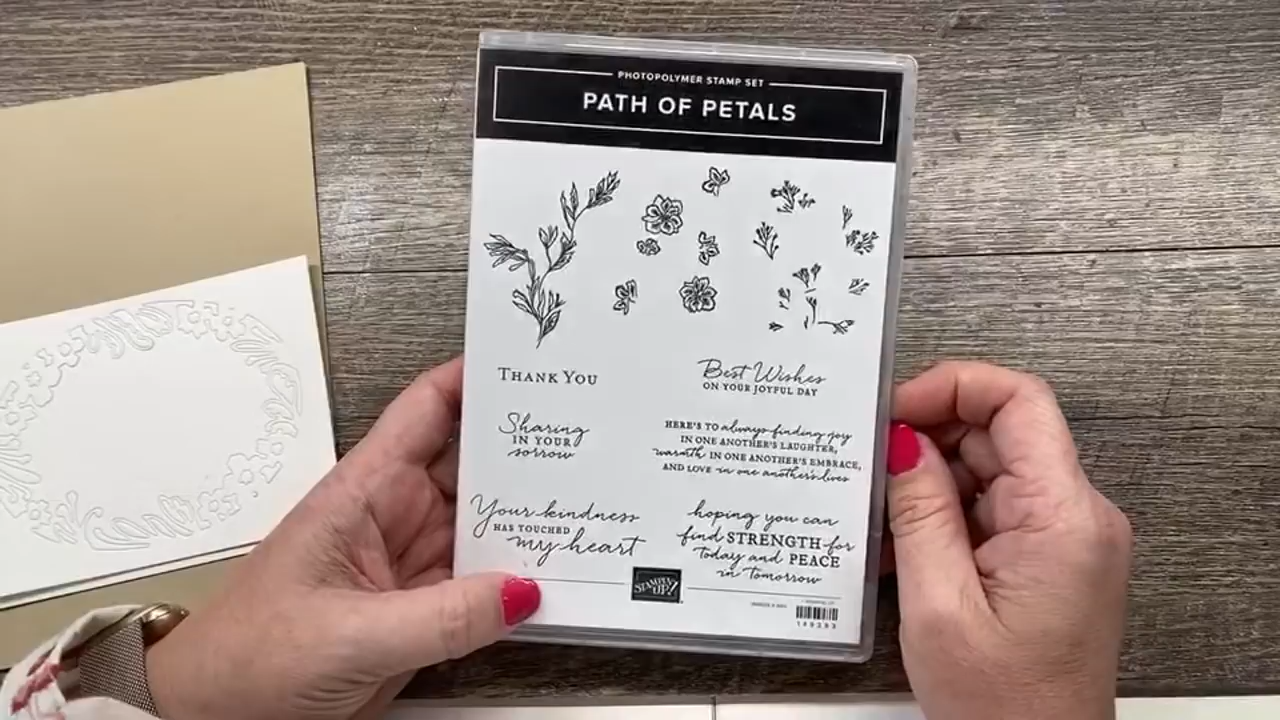 PHOTOPOLYMER STAMP SET
PATH OF PETALS
THANK YOU
Best Wishes
ON YOUR JOYFUL DAY
Sharing
IN YOUR
sorrow
HERE'S TO always finding joy
IN ONE ANOTHER'S LAUGHTER,
warmth IN ONE ANOTHER'S EMBRACE,
AND LOVE in one another's lives
Your kindness
HAS TOUCHED
my heart
hoping you can
find STRENGTH for
today and PEACE
in tomorrow
STAMPIN' UP!